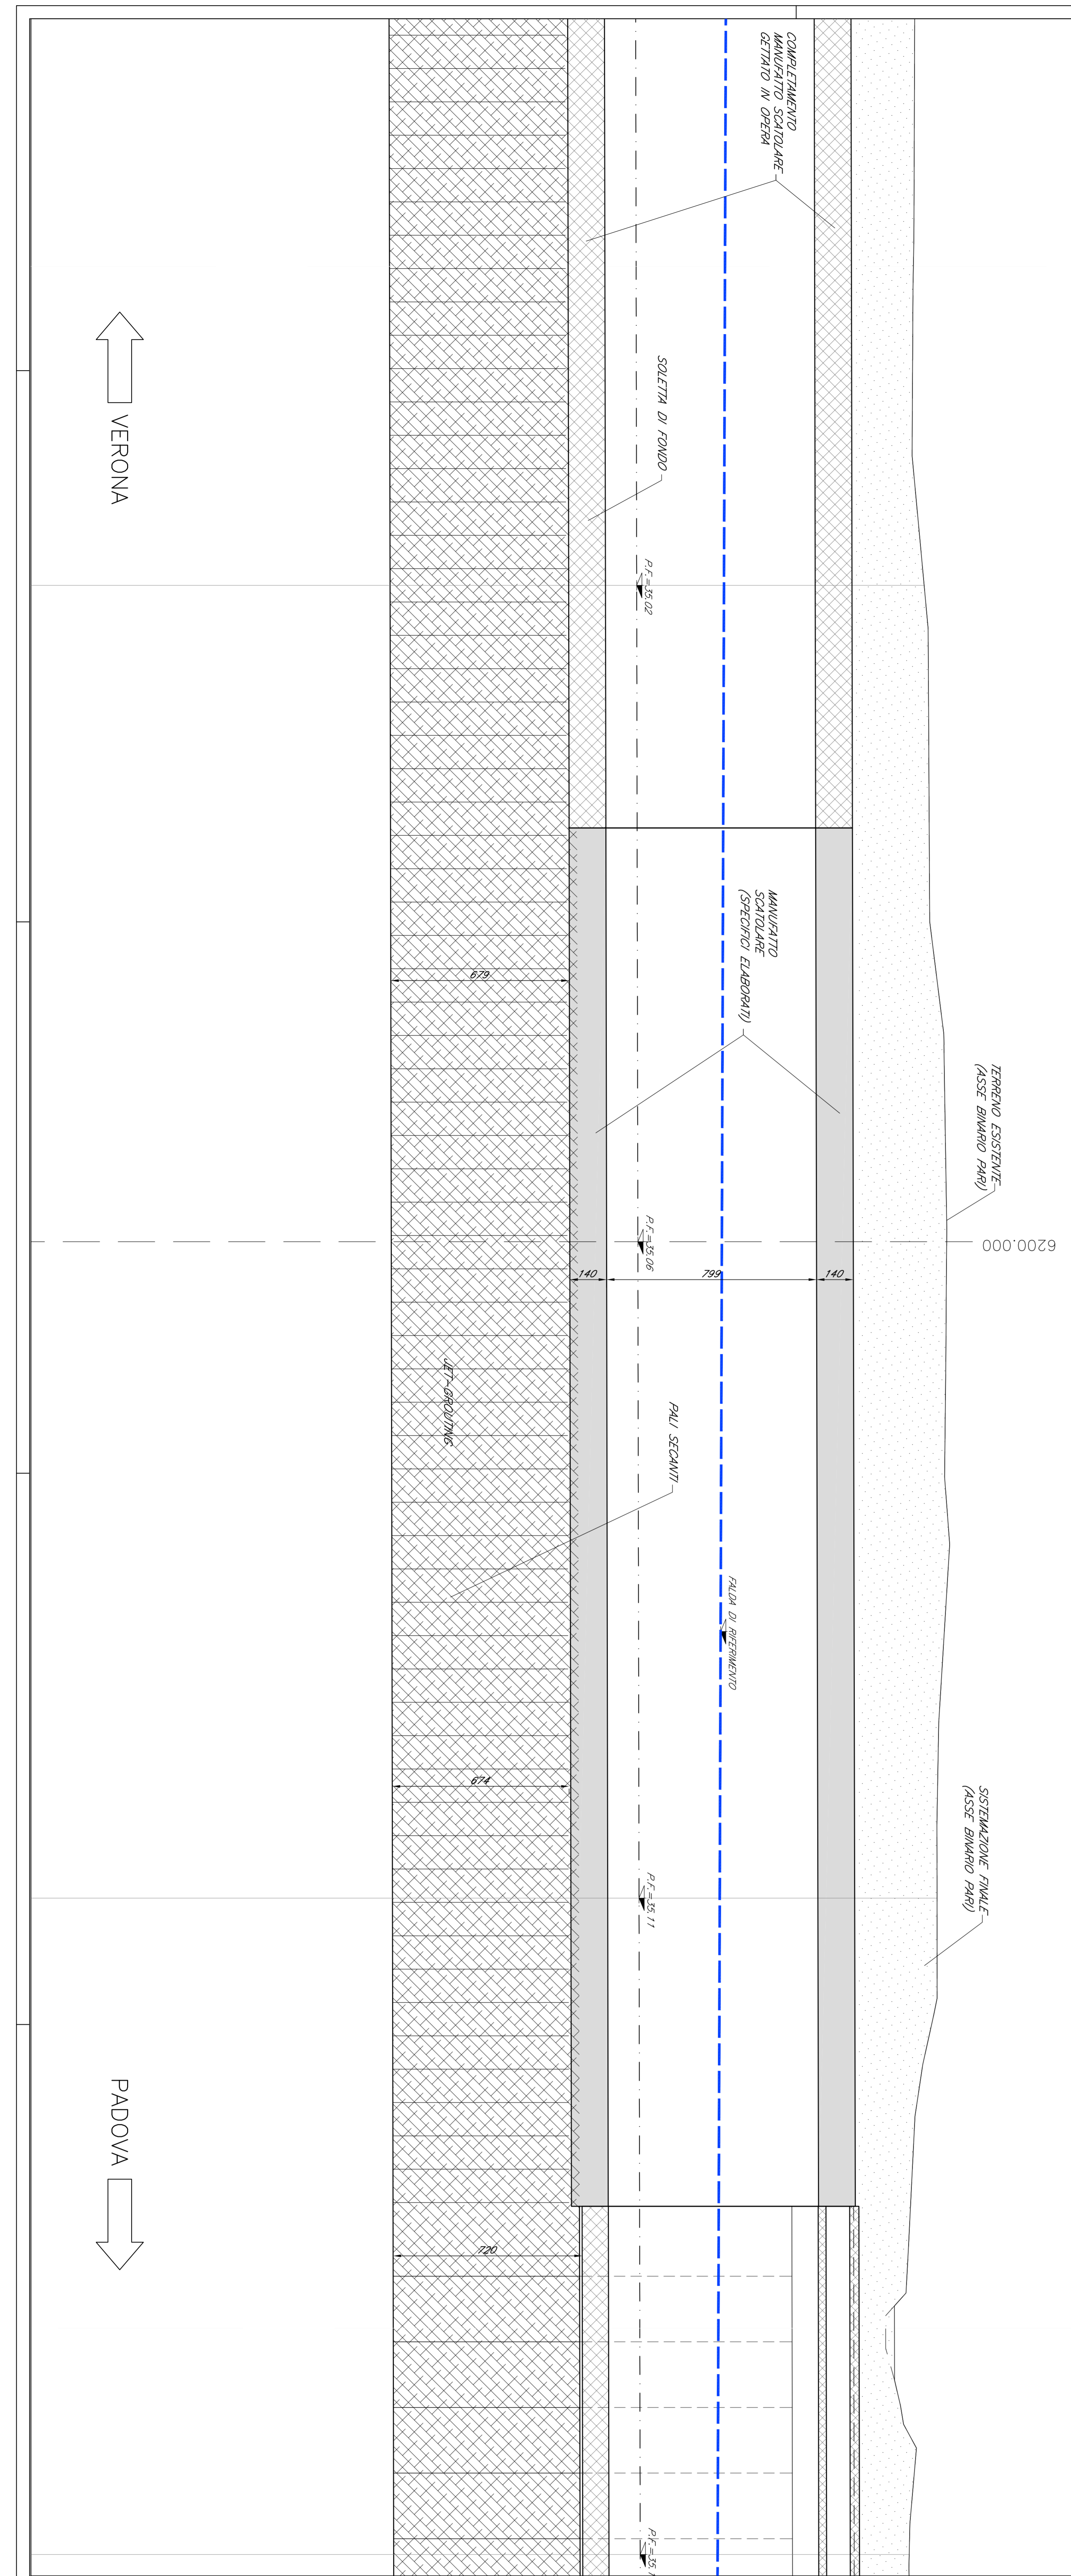 COMPLETAMENTO
MANUFATTO SCATOLARE
GETTATO IN OPERA
SOLETTA DI FONDO
VERONA
P.F.=35.02
MANUFATTO
SCATOLARE
(SPECIFICI ELABORATI)
679
TERRENO ESISTENTE
(ASSE BINARIO PARI)
6200.000
P.F.=35.06
140
799
140
JET-GROUTING
PALI SECANTI
FALDA DI RIFERIMENTO
674
SISTEMAZIONE FINALE
(ASSE BINARIO PARI)
P.F.=35.11
PADOVA
720
P.F.=35.1